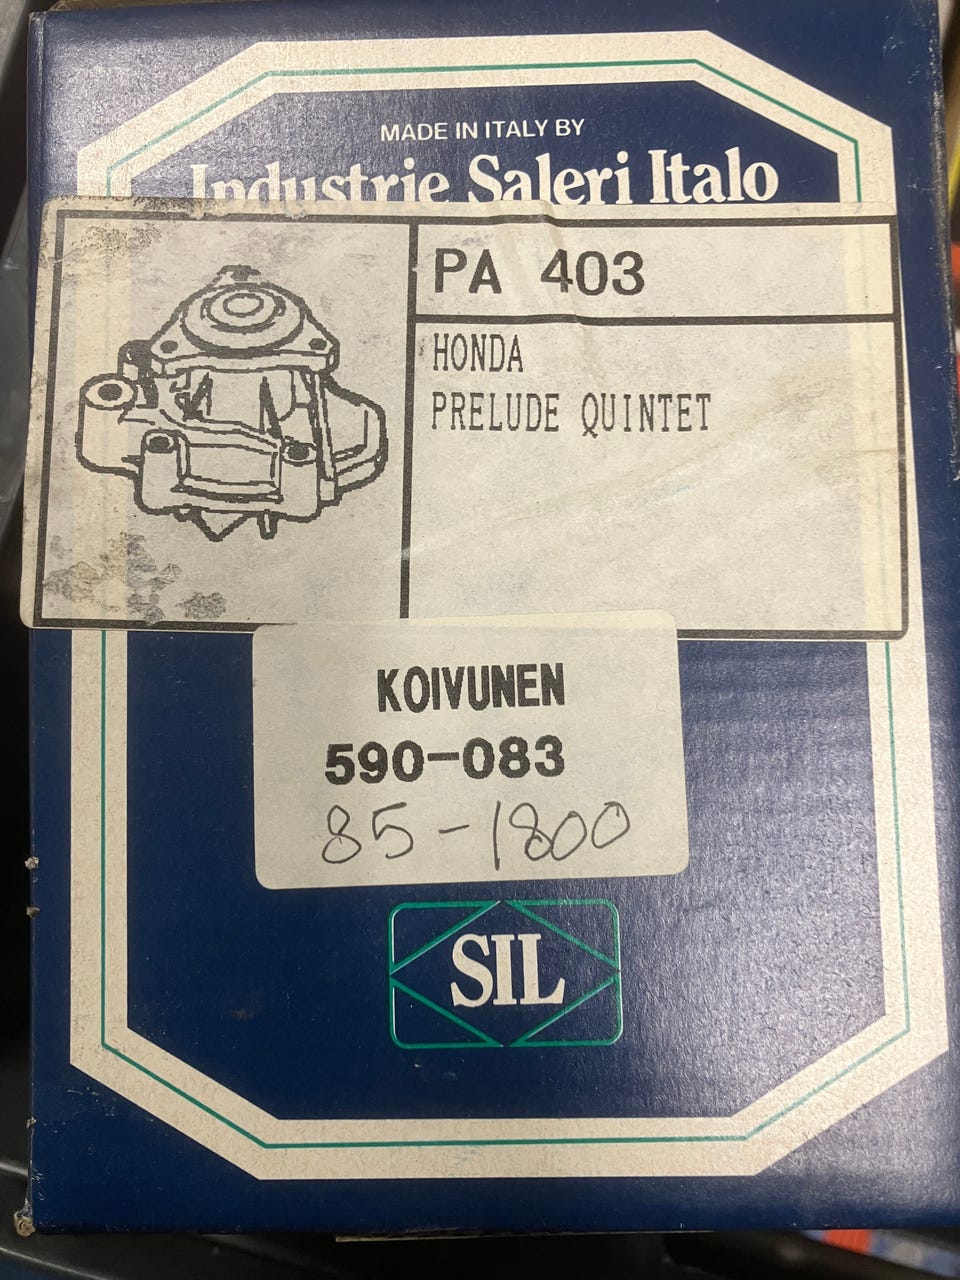 MADE IN ITALY BY
Industrie Saleri Italo
PA 403
HONDA
PRELUDE QUINTET
KOIVUNEN
590-083
85-1800
SIL